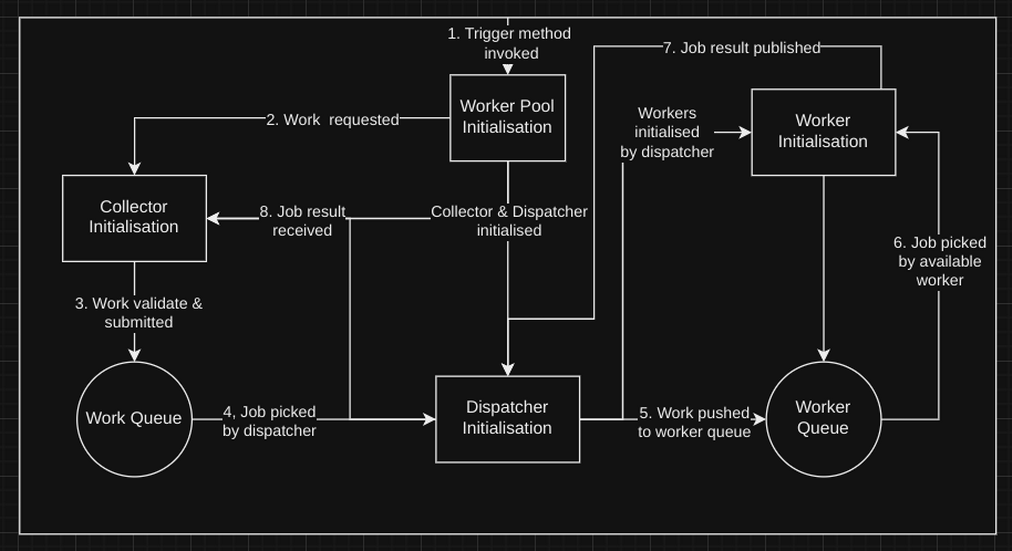 1. Trigger method
invoked
7. Job result published
Worker Pool
Initialisation
2. Work  requested
Workers
initialised
by dispatcher
Worker
Initialisation
Collector
Initialisation
8. Job result
received
Collector & Dispatcher
initialised
6. Job picked
by available
worker
3. Work validate &
submitted
Work Queue
4, Job picked
by dispatcher
Dispatcher
Initialisation
5. Work pushed
to worker queue
Worker
Queue